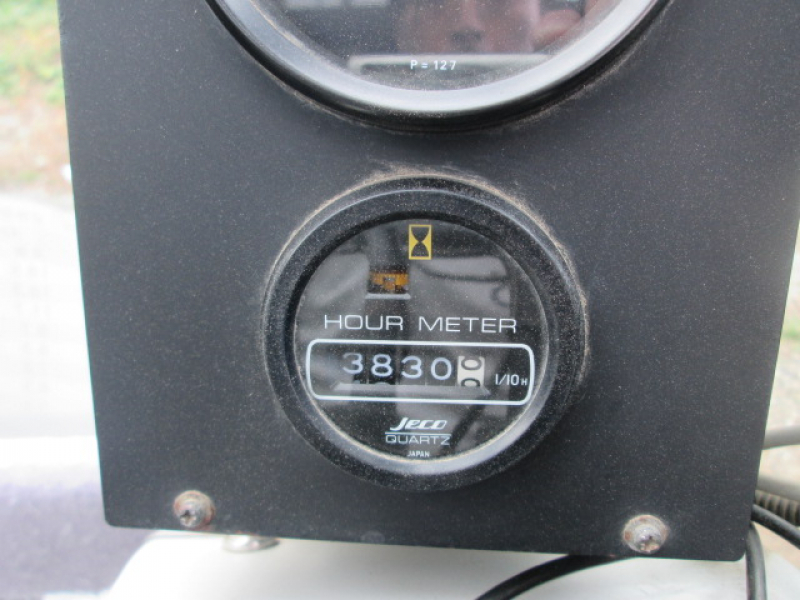 P=127
HOUR METER
3830
1/10H
Jeco
QUARTZ
JAPAN